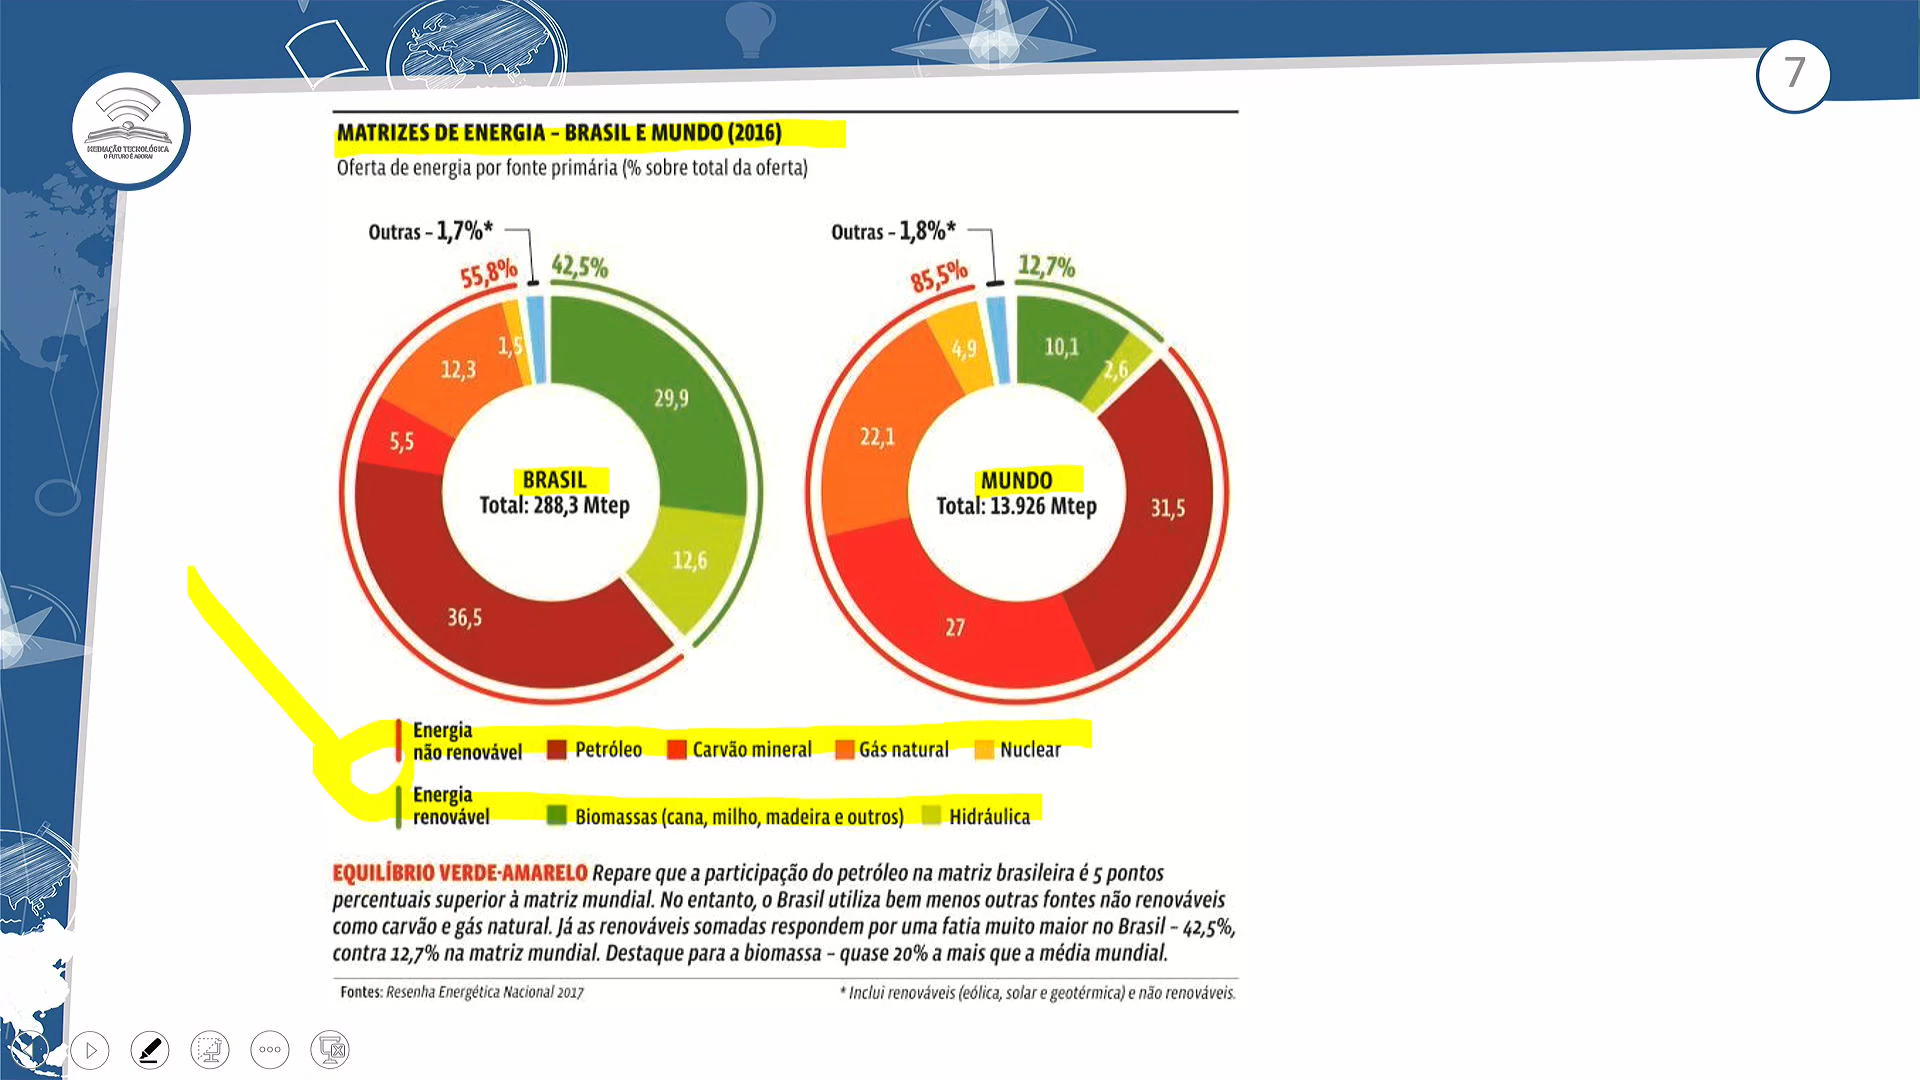 7
MEDIAÇÃO TECNOLÓGICA
O FUTURO É AGORA!
MATRIZES DE ENERGIA – BRASIL E MUNDO (2016)
Oferta de energia por fonte primária (% sobre total da oferta)
Outras – 1,7%*
55,8%
42,5%
1,5
12,3
29,9
5,5
BRASIL
Total: 288,3 Mtep
12,6
36,5
Outras – 1,8%*
85,5%
12,7%
4,9
10,1
2,6
22,1
MUNDO
Total: 13.926 Mtep
31,5
27
Energia
não renovável
Petróleo
Carvão mineral
Gás natural
Nuclear
Energia
renovável
Biomassas (cana, milho, madeira e outros)
Hidráulica
EQUILÍBRIO VERDE-AMARELO Repare que a participação do petróleo na matriz brasileira é 5 pontos
percentuais superior à matriz mundial. No entanto, o Brasil utiliza bem menos outras fontes não renováveis
como carvão e gás natural. Já as renováveis somadas respondem por uma fatia muito maior no Brasil – 42,5%,
contra 12,7% na matriz mundial. Destaque para a biomassa – quase 20% a mais que a média mundial.
Fontes: Resenha Energética Nacional 2017
* Inclui renováveis (eólica, solar e geotérmica) e não renováveis.